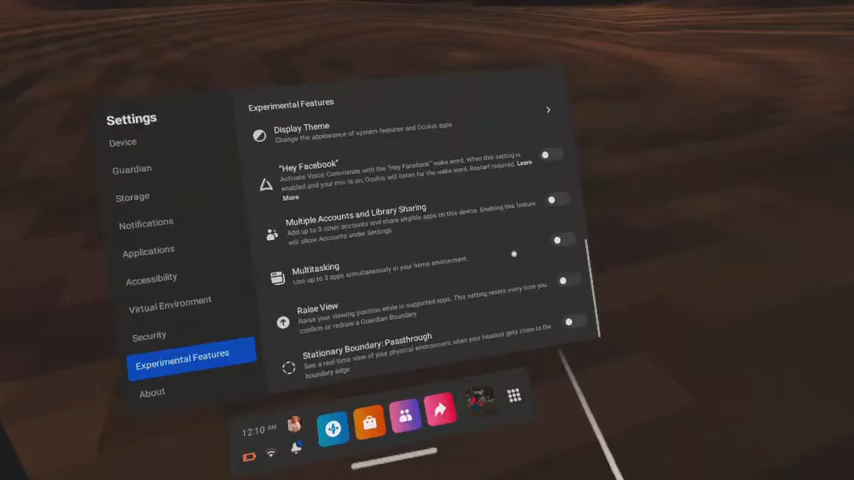 Settings
Device
Guardian
Storage
Notifications
Applications
Accessibility
Virtual Environment
Security
Experimental Features
About
Experimental Features
Display Theme
Change the appearance of system features and Oculus apps
"Hey Facebook"
Activate Voice Commands with the "Hey Facebook" wake word. When this setting is
enabled and your mic is on, Oculus will listen for the wake word. Restart required. Learn
More
Multiple Accounts and Library Sharing
Add up to 3 other accounts and share eligible apps on this device. Enabling this feature
will show Accounts under Settings.
Multitasking
Use up to 3 apps simultaneously in your home environment.
Raise View
Raise your viewing position while in supported apps. This setting resets every time you
confirm or redraw a Guardian Boundary.
Stationary Boundary: Passthrough
See a real-time view of your physical environment when your headset gets close to the
boundary edge
12:10 AM